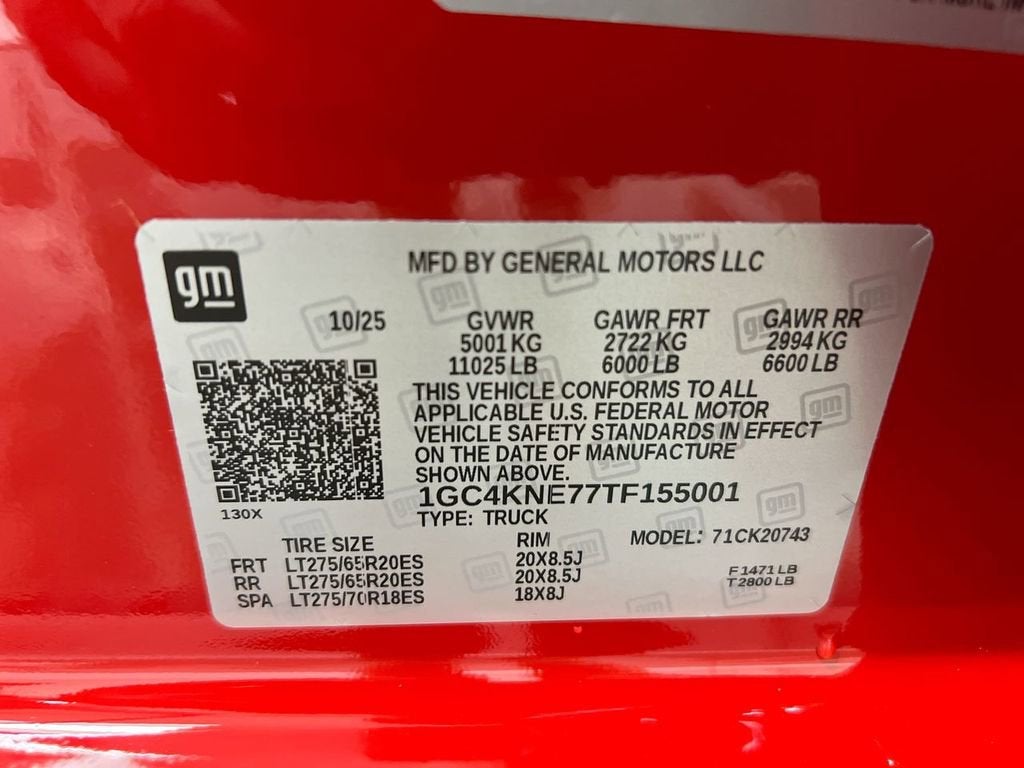 gm
MFD BY GENERAL MOTORS LLC
10/25 GVWR GAWR FRT GAWR RR
5001 KG 2722 KG 2994 KG
11025 LB 6000 LB 6600 LB
THIS VEHICLE CONFORMS TO ALL
APPLICABLE U.S. FEDERAL MOTOR
VEHICLE SAFETY STANDARDS IN EFFECT
ON THE DATE OF MANUFACTURE
SHOWN ABOVE.
1GC4KNE77TF155001
130X
TYPE: TRUCK
TIRE SIZE RIM MODEL: 71CK20743
FRT LT275/65R20ES 20X8.5J
RR LT275/65R20ES 20X8.5J
SPA LT275/70R18ES 18X8J
F 1471 LB
T 2800 LB